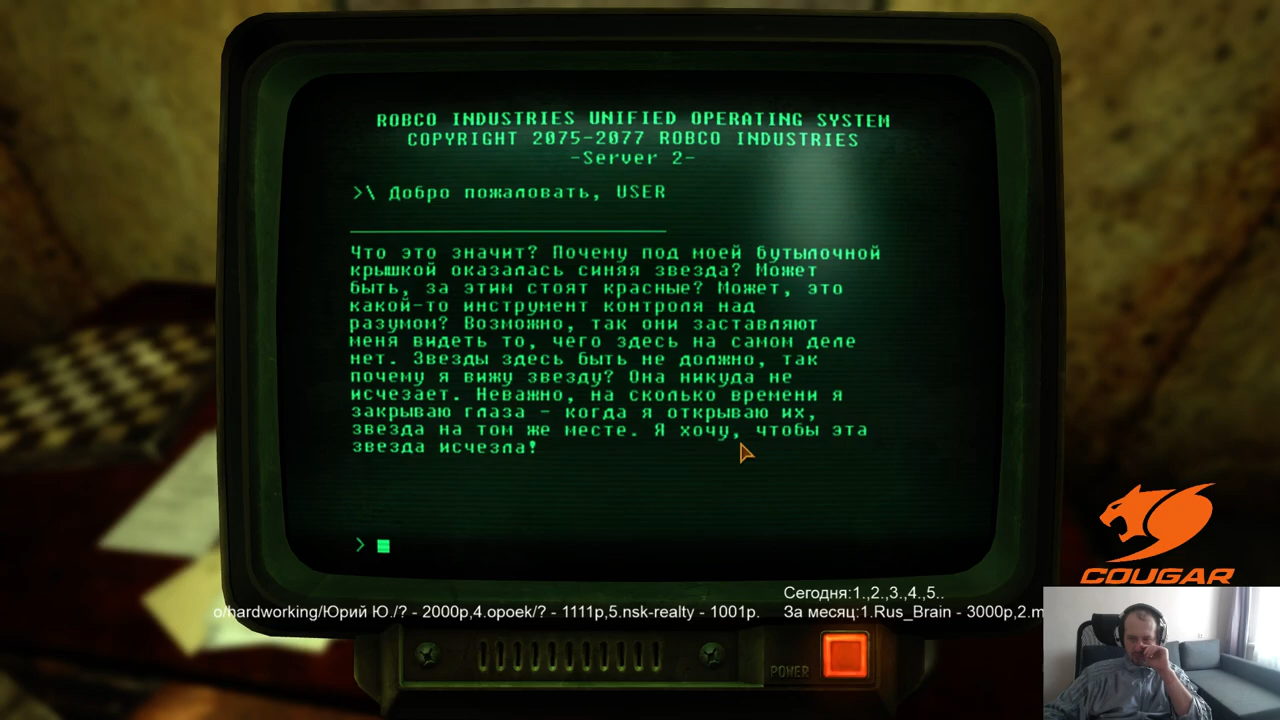 ROBCO INDUSTRIES UNIFIED OPERATING SYSTEM
COPYRIGHT 2075-2077 ROBCO INDUSTRIES
-Server 2-
>\ Добро пожаловать, USER
Что это значит? Почему под моей бутылочной
крышкой оказалась синяя звезда? Может
быть, за этим стоят красные? Может, это
какой-то инструмент контроля над
разумом? Возможно, так они заставляют
меня видеть то, чего здесь на самом деле
нет. Звезды здесь быть не должно, так
почему я вижу звезду? Она никуда не
исчезает. Неважно, на сколько времени я
закрываю глаза - когда я открываю их,
звезда на том же месте. Я хочу, чтобы эта
звезда исчезла!
>
COUGAR
Сегодня:1.,2.,3.,4.,5..
o/hardworking/Юрий Ю./? - 2000р,4.opoek/? - 1111р,5.nsk-realty - 1001р.
За месяц:1.Rus_Brain - 3000р,2.m
POWER